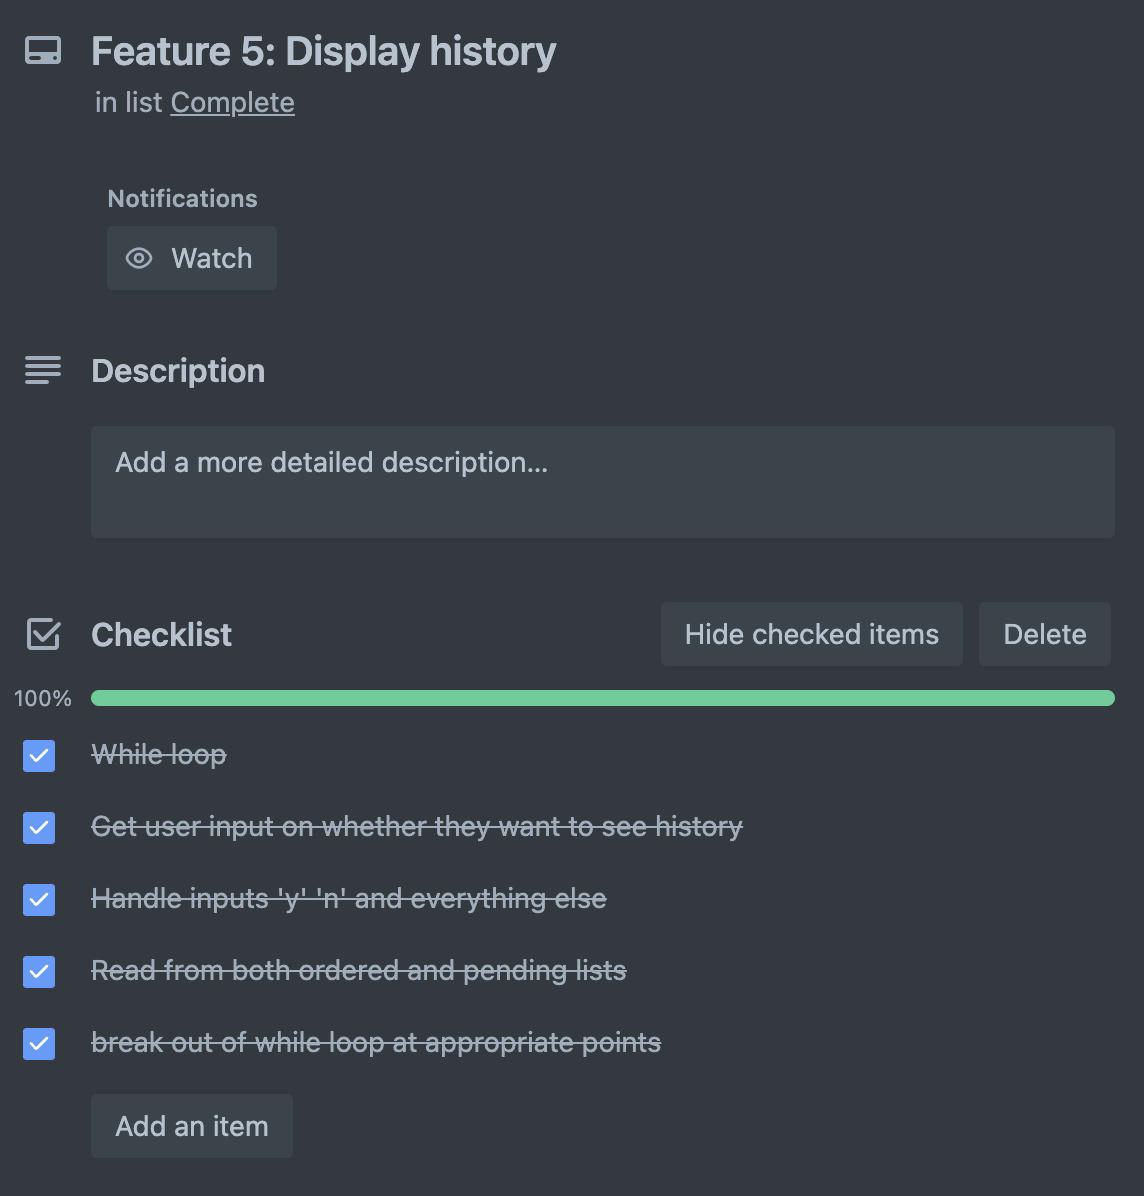 Feature 5: Display history
in list Complete
Notifications
Watch
Description
Add a more detailed description...
Checklist
Hide checked items
Delete
100%
While loop
Get user input on whether they want to see history
Handle inputs 'y' 'n' and everything else
Read from both ordered and pending lists
break out of while loop at appropriate points
Add an item